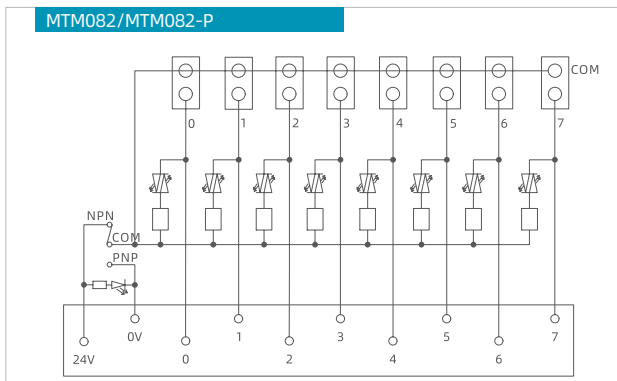 MTM082/MTM082-P
COM
0 1 2 3 4 5 6 7
NPN
COM
PNP
0V 1 3 5 7
24V 0 2 4 6